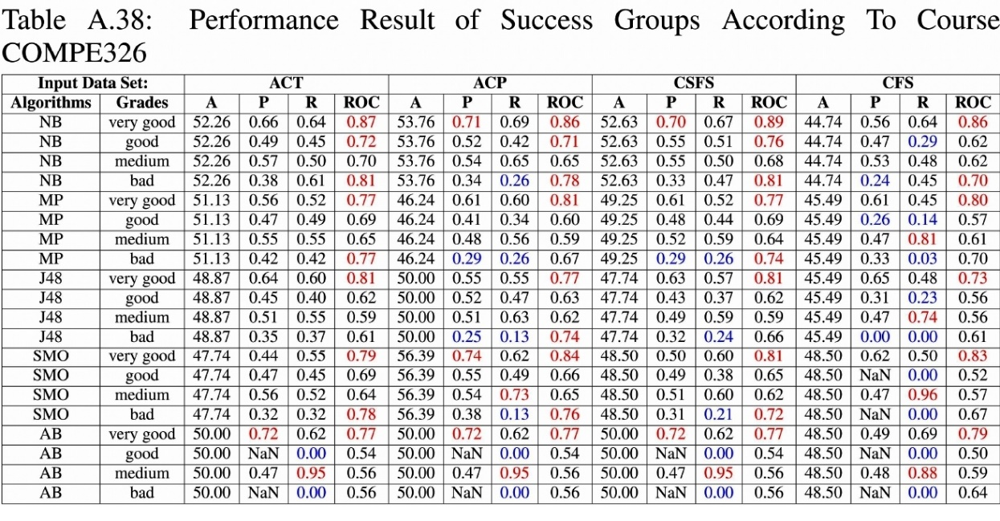 Table A.38: Performance Result of Success Groups According To Course
COMPE326
Input Data Set: ACT ACP CSFS CFS
Algorithms Grades A P R ROC A P R ROC A P R ROC A P R ROC
NB very good 52.26 0.66 0.64 0.87 53.76 0.71 0.69 0.86 52.63 0.70 0.67 0.89 44.74 0.56 0.64 0.86
NB good 52.26 0.49 0.45 0.72 53.76 0.52 0.42 0.71 52.63 0.55 0.51 0.76 44.74 0.47 0.29 0.62
NB medium 52.26 0.57 0.50 0.70 53.76 0.54 0.65 0.65 52.63 0.55 0.50 0.68 44.74 0.53 0.48 0.62
NB bad 52.26 0.38 0.61 0.81 53.76 0.34 0.26 0.78 52.63 0.33 0.47 0.81 44.74 0.24 0.45 0.70
MP very good 51.13 0.56 0.52 0.77 46.24 0.61 0.60 0.81 49.25 0.61 0.52 0.77 45.49 0.61 0.45 0.80
MP good 51.13 0.47 0.49 0.69 46.24 0.41 0.34 0.60 49.25 0.48 0.44 0.69 45.49 0.26 0.14 0.57
MP medium 51.13 0.55 0.55 0.65 46.24 0.48 0.56 0.59 49.25 0.52 0.59 0.64 45.49 0.47 0.81 0.61
MP bad 51.13 0.42 0.42 0.77 46.24 0.29 0.26 0.67 49.25 0.29 0.26 0.74 45.49 0.33 0.03 0.70
J48 very good 48.87 0.64 0.60 0.81 50.00 0.55 0.55 0.77 47.74 0.63 0.57 0.81 45.49 0.65 0.48 0.73
J48 good 48.87 0.45 0.40 0.62 50.00 0.52 0.47 0.63 47.74 0.43 0.37 0.62 45.49 0.31 0.23 0.56
J48 medium 48.87 0.51 0.55 0.59 50.00 0.51 0.63 0.62 47.74 0.49 0.59 0.59 45.49 0.47 0.74 0.56
J48 bad 48.87 0.35 0.37 0.61 50.00 0.25 0.13 0.74 47.74 0.32 0.24 0.66 45.49 0.00 0.00 0.61
SMO very good 47.74 0.44 0.55 0.79 56.39 0.74 0.62 0.84 48.50 0.50 0.60 0.81 48.50 0.62 0.50 0.83
SMO good 47.74 0.47 0.45 0.69 56.39 0.55 0.49 0.66 48.50 0.49 0.38 0.65 48.50 NaN 0.00 0.52
SMO medium 47.74 0.56 0.52 0.64 56.39 0.54 0.73 0.65 48.50 0.51 0.60 0.62 48.50 0.47 0.96 0.57
SMO bad 47.74 0.32 0.32 0.78 56.39 0.38 0.13 0.76 48.50 0.31 0.21 0.72 48.50 NaN 0.00 0.67
AB very good 50.00 0.72 0.62 0.77 50.00 0.72 0.62 0.77 50.00 0.72 0.62 0.77 50.00 0.49 0.69 0.79
AB good 50.00 NaN 0.00 0.54 50.00 NaN 0.00 0.54 50.00 NaN 0.00 0.54 48.50 NaN 0.00 0.50
AB medium 50.00 0.47 0.95 0.56 50.00 0.47 0.95 0.56 50.00 0.47 0.95 0.56 48.50 0.48 0.88 0.59
AB bad 50.00 NaN 0.00 0.56 50.00 NaN 0.00 0.56 50.00 NaN 0.00 0.56 48.50 NaN 0.00 0.64